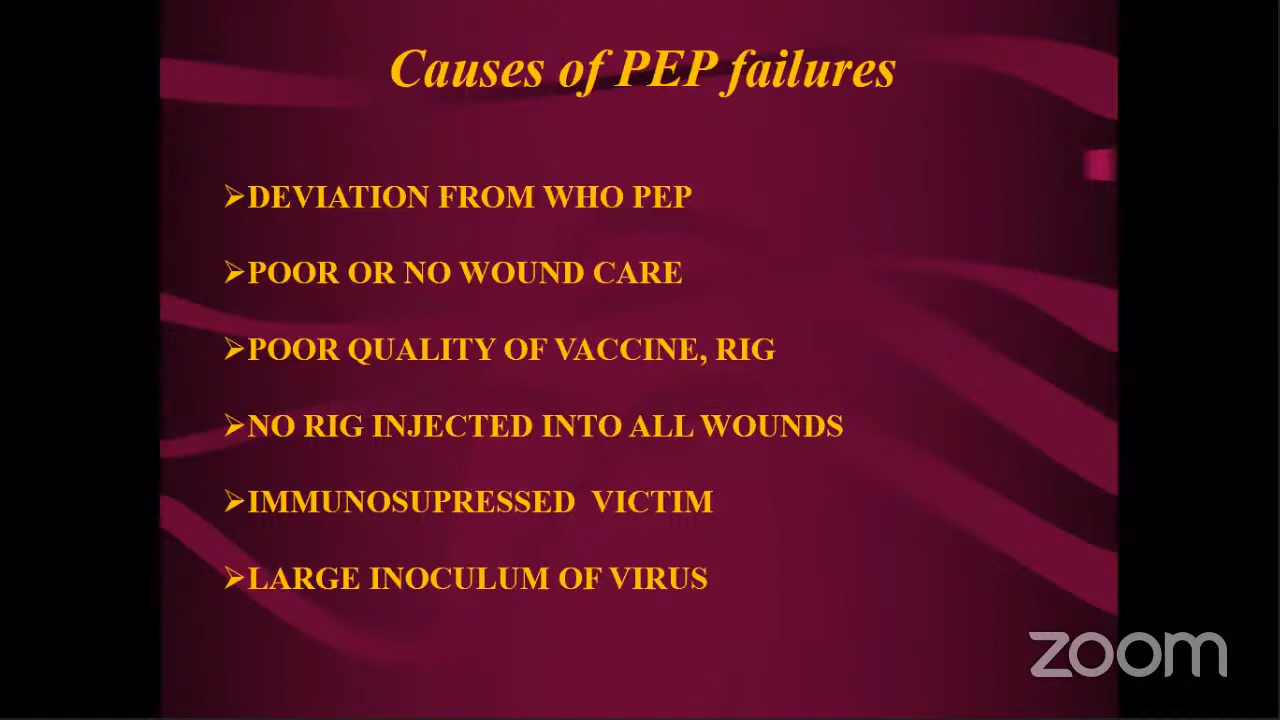 Causes of PEP failures
➢DEVIATION FROM WHO PEP
➢POOR OR NO WOUND CARE
➢POOR QUALITY OF VACCINE, RIG
➢NO RIG INJECTED INTO ALL WOUNDS
➢IMMUNOSUPRESSED  VICTIM
➢LARGE INOCULUM OF VIRUS
zoom